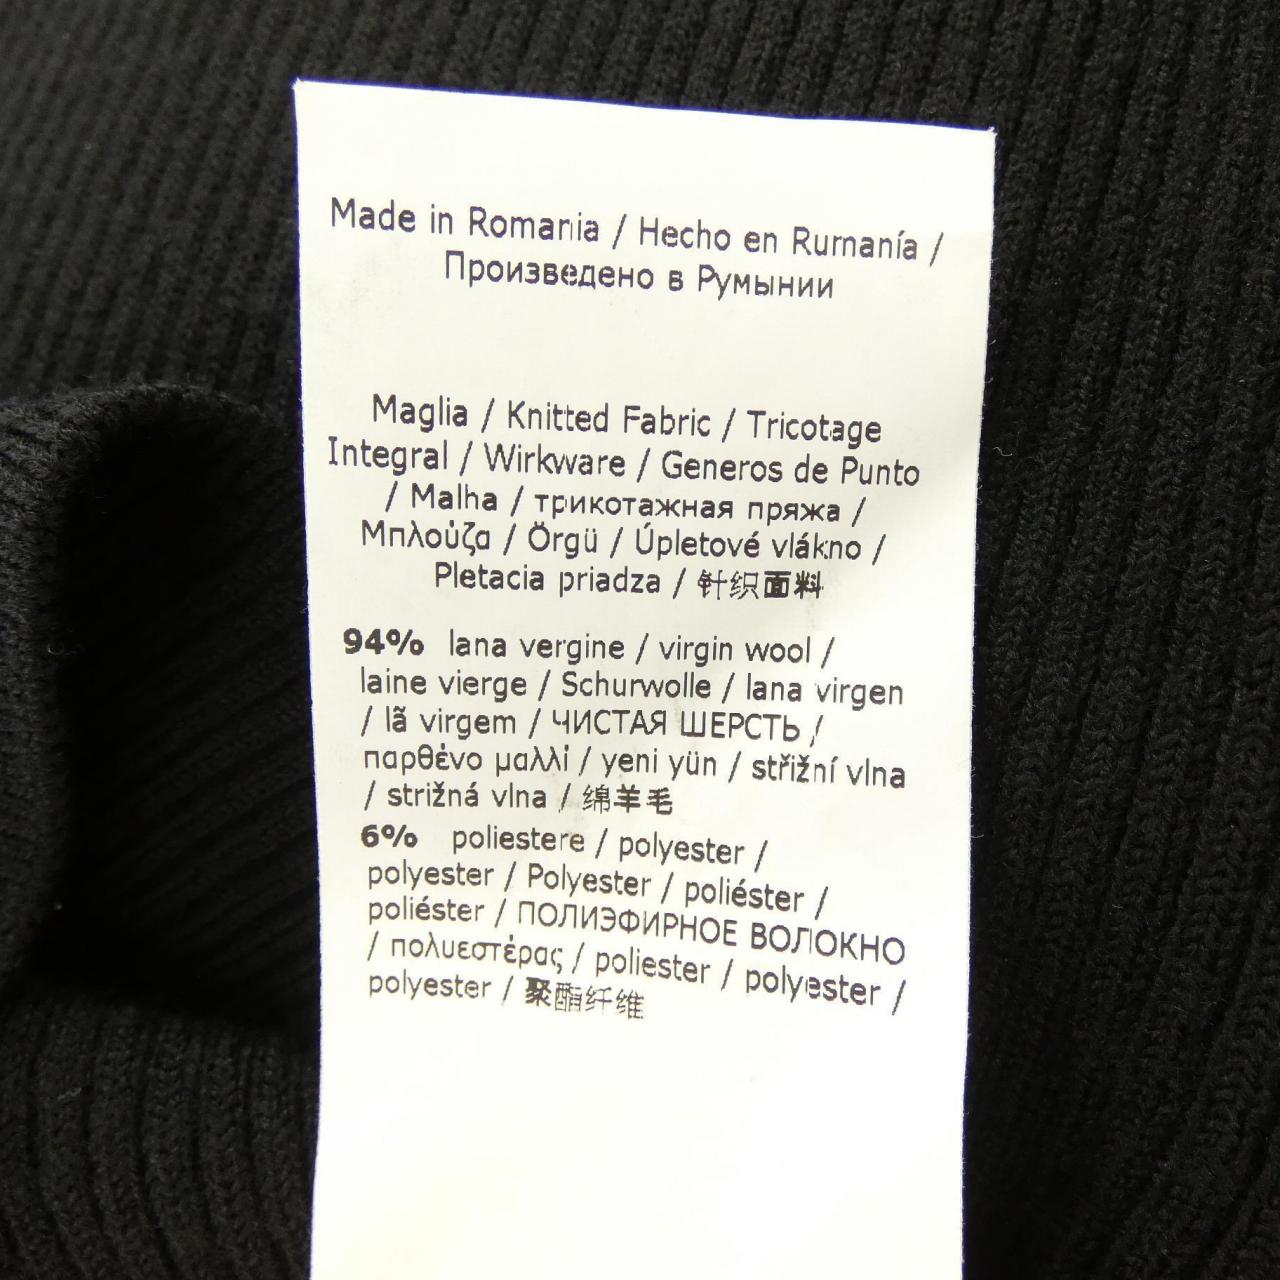 Made in Romania / Hecho en Rumanía /
Произведено в Румынии
Maglia / Knitted Fabric / Tricotage
Integral / Wirkware / Generos de Punto
/ Malha / трикотажная пряжа /
Μπλούζα / Örgü / Úpletové vlákno /
Pletacia priadza / 针织面料
94% lana vergine / virgin wool /
laine vierge / Schurwolle / lana virgen
/ lã virgem / ЧИСТАЯ ШЕРСТЬ /
παρθένο μαλλί / yeni yün / střižní vlna
/ strižná vlna / 绵羊毛
6% poliestere / polyester /
polyester / Polyester / poliéster /
poliéster / ПОЛИЭФИРНОЕ ВОЛОКНО
/ πολυεστέρας / poliester / polyester /
polyester / 聚酯纤维